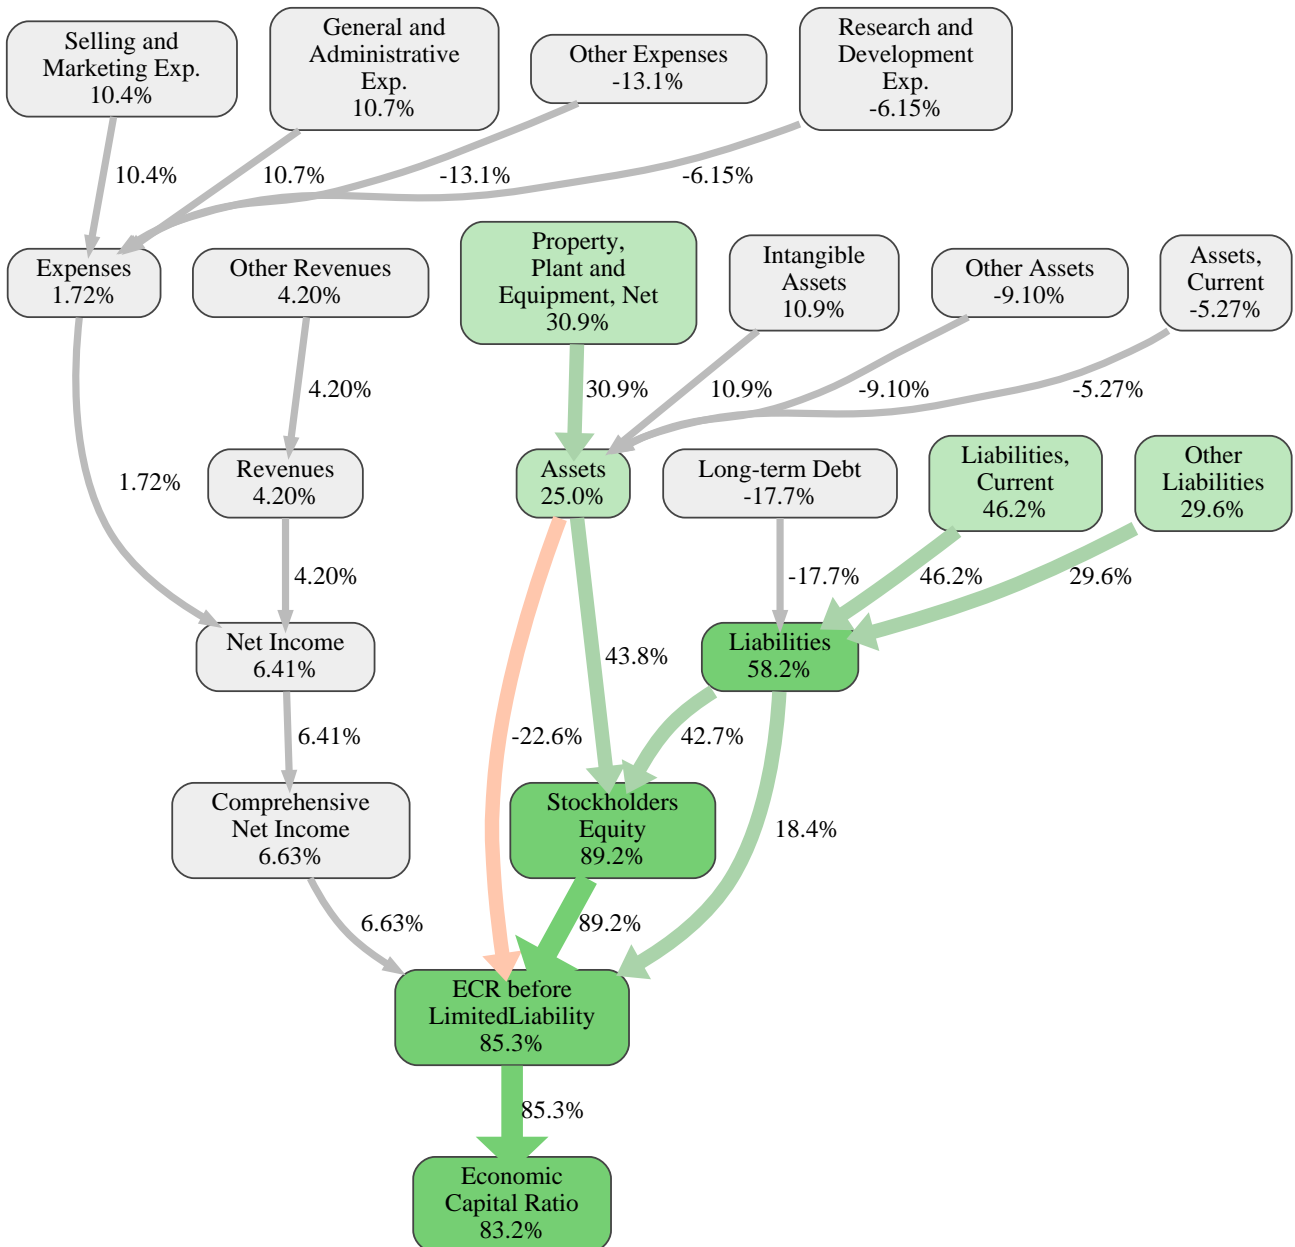 Selling and
Marketing Exp.
10.4%
General and
Administrative
Exp.
10.7%
Other Expenses
-13.1%
Research and
Development
Exp.
-6.15%
10.4%
10.7%
-13.1%
-6.15%
Expenses
1.72%
Other Revenues
4.20%
Property,
Plant and
Equipment, Net
30.9%
Intangible
Assets
10.9%
Other Assets
-9.10%
Assets,
Current
-5.27%
4.20%
30.9%
10.9%
-9.10%
-5.27%
1.72%
Revenues
4.20%
Assets
25.0%
Long-term Debt
-17.7%
Liabilities,
Current
46.2%
Other
Liabilities
29.6%
4.20%
-17.7%
46.2%
29.6%
Net Income
6.41%
43.8%
Liabilities
58.2%
6.41%
-22.6%
42.7%
Comprehensive
Net Income
6.63%
Stockholders
Equity
89.2%
18.4%
6.63%
89.2%
ECR before
LimitedLiability
85.3%
85.3%
Economic
Capital Ratio
83.2%